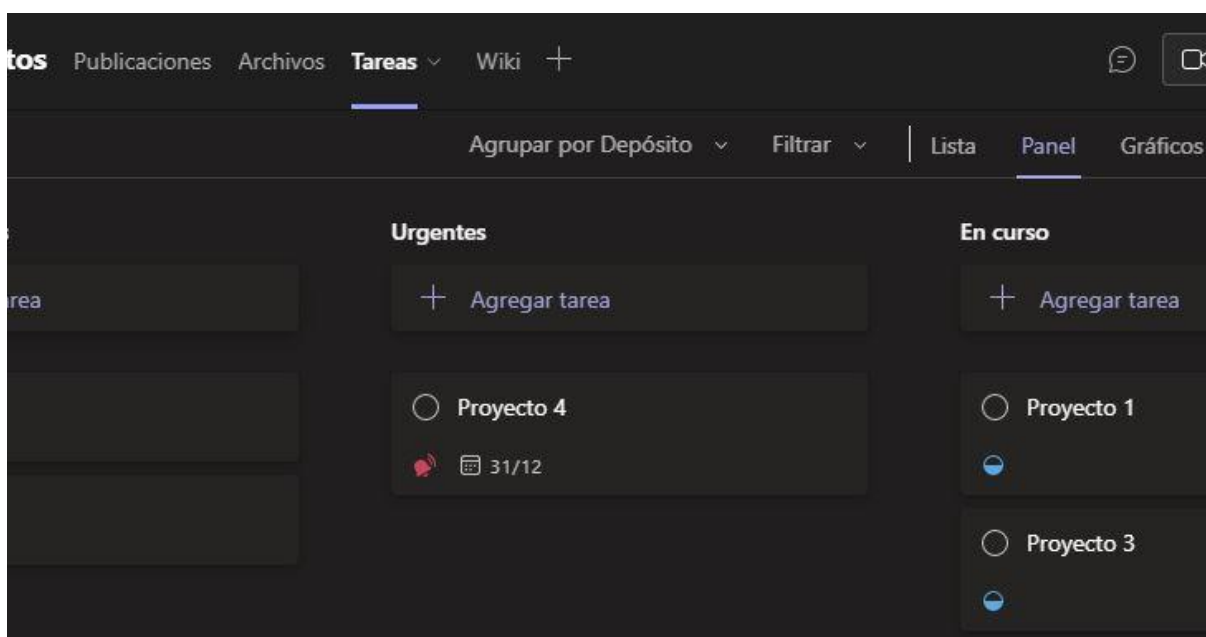 tos Publicaciones Archivos Tareas Wiki
Agrupar por Depósito Filtrar Lista Panel Gráficos
Urgentes En curso
area Agregar tarea Agregar tarea
Proyecto 4 Proyecto 1
31/12
Proyecto 3